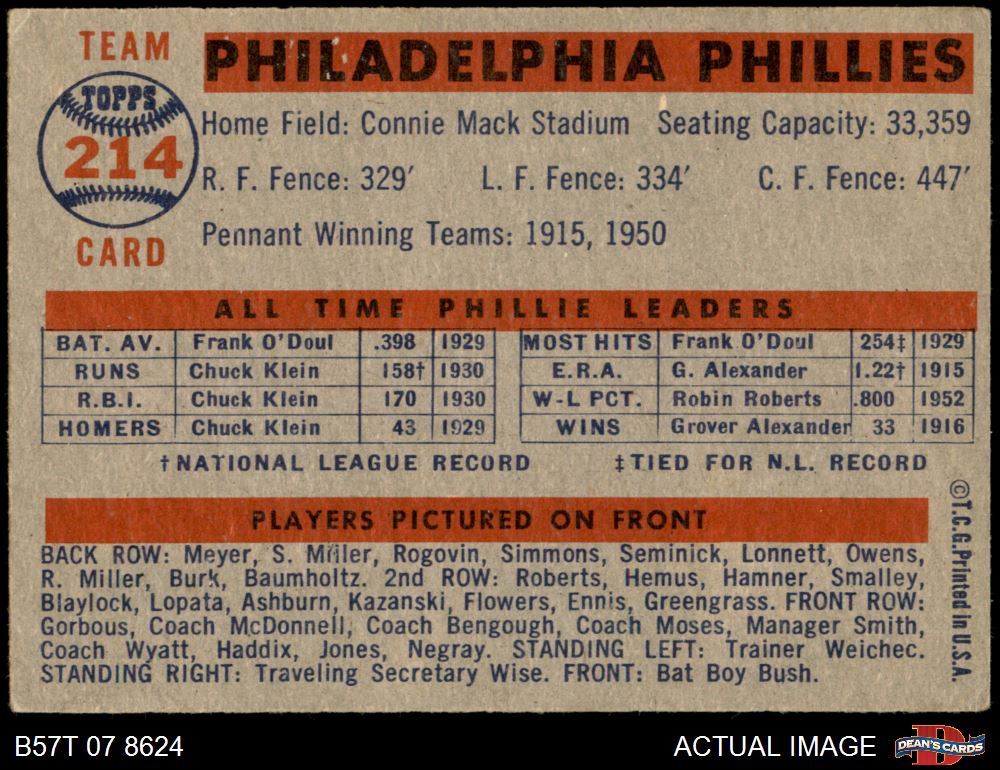 TEAM
TOPPS
214
CARD
PHILADELPHIA PHILLIES
Home Field: Connie Mack Stadium Seating Capacity: 33,359
R. F. Fence: 329′ L. F. Fence: 334′ C. F. Fence: 447′
Pennant Winning Teams: 1915, 1950
ALL TIME PHILLIE LEADERS
BAT. AV. Frank O'Doul .398 1929 MOST HITS Frank O'Doul 254‡ 1929
RUNS Chuck Klein 158† 1930 E.R.A. G. Alexander 1.22† 1915
R.B.I. Chuck Klein 170 1930 W-L PCT. Robin Roberts .800 1952
HOMERS Chuck Klein 43 1929 WINS Grover Alexander 33 1916
†NATIONAL LEAGUE RECORD ‡TIED FOR N.L. RECORD
PLAYERS PICTURED ON FRONT
BACK ROW: Meyer, S. Miller, Rogovin, Simmons, Seminick, Lonnett, Owens,
R. Miller, Burk, Baumholtz. 2nd ROW: Roberts, Hemus, Hamner, Smalley,
Blaylock, Lopata, Ashburn, Kazanski, Flowers, Ennis, Greengrass. FRONT ROW:
Gorbous, Coach McDonnell, Coach Bengough, Coach Moses, Manager Smith,
Coach Wyatt, Haddix, Jones, Negray. STANDING LEFT: Trainer Weichec.
STANDING RIGHT: Traveling Secretary Wise. FRONT: Bat Boy Bush.
©T.C.G. Printed in U.S.A.
B57T 07 8624 ACTUAL IMAGE
D
DEAN'S CARDS